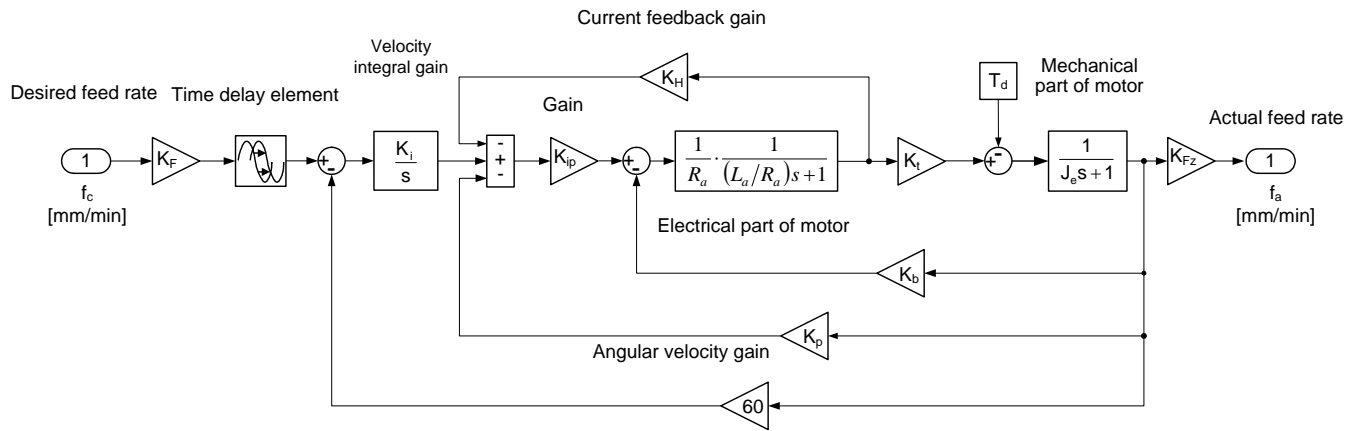 Current feedback gain
Velocity
integral gain
K_H
T_d
Mechanical
part of motor
Desired feed rate
Time delay element
Gain
Actual feed rate
1
K_F
+
-
K_i
s
-
+
-
K_ip
+
-
1
R_a
·
1
(L_a/R_a)s+1
K_t
+
-
1
J_e s+1
K_Fz
1
f_c
[mm/min]
f_a
[mm/min]
Electrical part of motor
K_b
K_p
Angular velocity gain
60